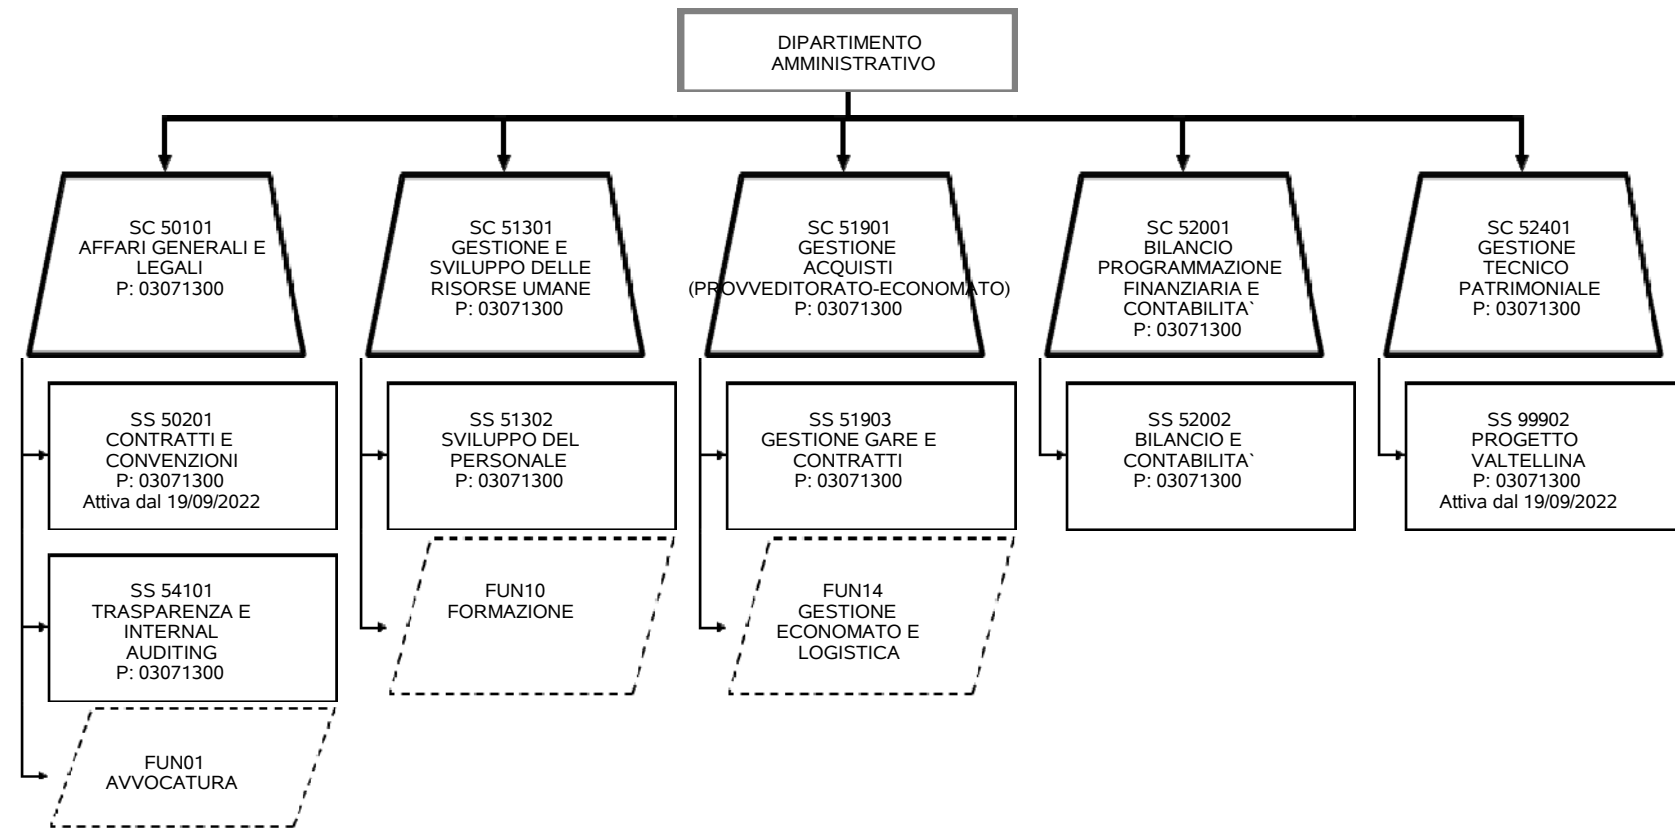 DIPARTIMENTO
AMMINISTRATIVO
SC 50101
AFFARI GENERALI E
LEGALI
P: 03071300
SC 51301
GESTIONE E
SVILUPPO DELLE
RISORSE UMANE
P: 03071300
SC 51901
GESTIONE
ACQUISTI
(PROVVEDITORATO-ECONOMATO)
P: 03071300
SC 52001
BILANCIO
PROGRAMMAZIONE
FINANZIARIA E
CONTABILITA`
P: 03071300
SC 52401
GESTIONE
TECNICO
PATRIMONIALE
P: 03071300
SS 50201
CONTRATTI E
CONVENZIONI
P: 03071300
Attiva dal 19/09/2022
SS 51302
SVILUPPO DEL
PERSONALE
P: 03071300
SS 51903
GESTIONE GARE E
CONTRATTI
P: 03071300
SS 52002
BILANCIO E
CONTABILITA`
P: 03071300
SS 99902
PROGETTO
VALTELLINA
P: 03071300
Attiva dal 19/09/2022
SS 54101
TRASPARENZA E
INTERNAL
AUDITING
P: 03071300
FUN10
FORMAZIONE
FUN14
GESTIONE
ECONOMATO E
LOGISTICA
FUN01
AVVOCATURA